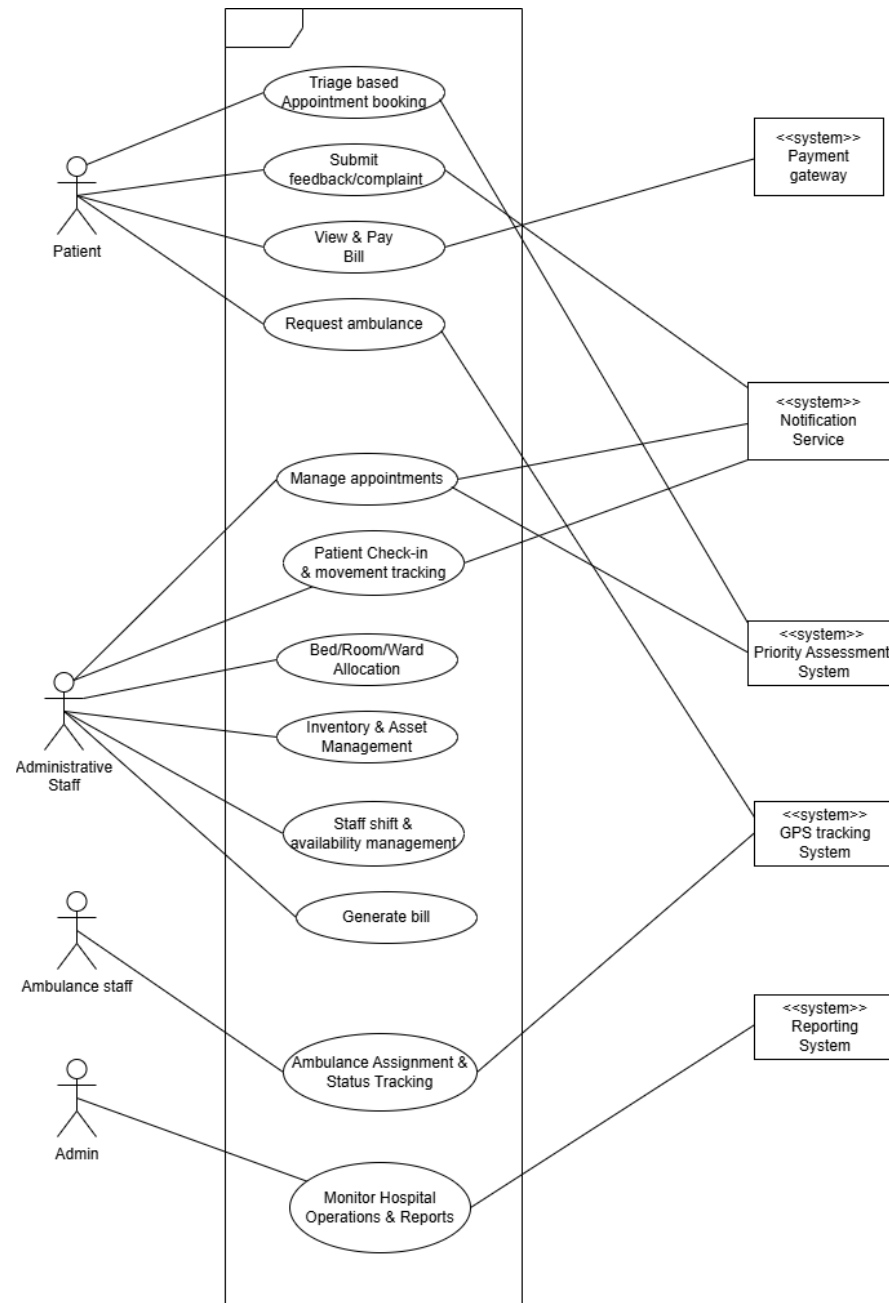 Triage based
Appointment booking
<<system>>
Payment
gateway
Submit
feedback/complaint
Patient
View & Pay
Bill
Request ambulance
<<system>>
Notification
Service
Manage appointments
Patient Check-in
& movement tracking
<<system>>
Priority Assessment
System
Bed/Room/Ward
Allocation
Inventory & Asset
Management
Administrative
Staff
Staff shift &
availability management
<<system>>
GPS tracking
System
Generate bill
Ambulance staff
<<system>>
Reporting
System
Ambulance Assignment &
Status Tracking
Admin
Monitor Hospital
Operations & Reports